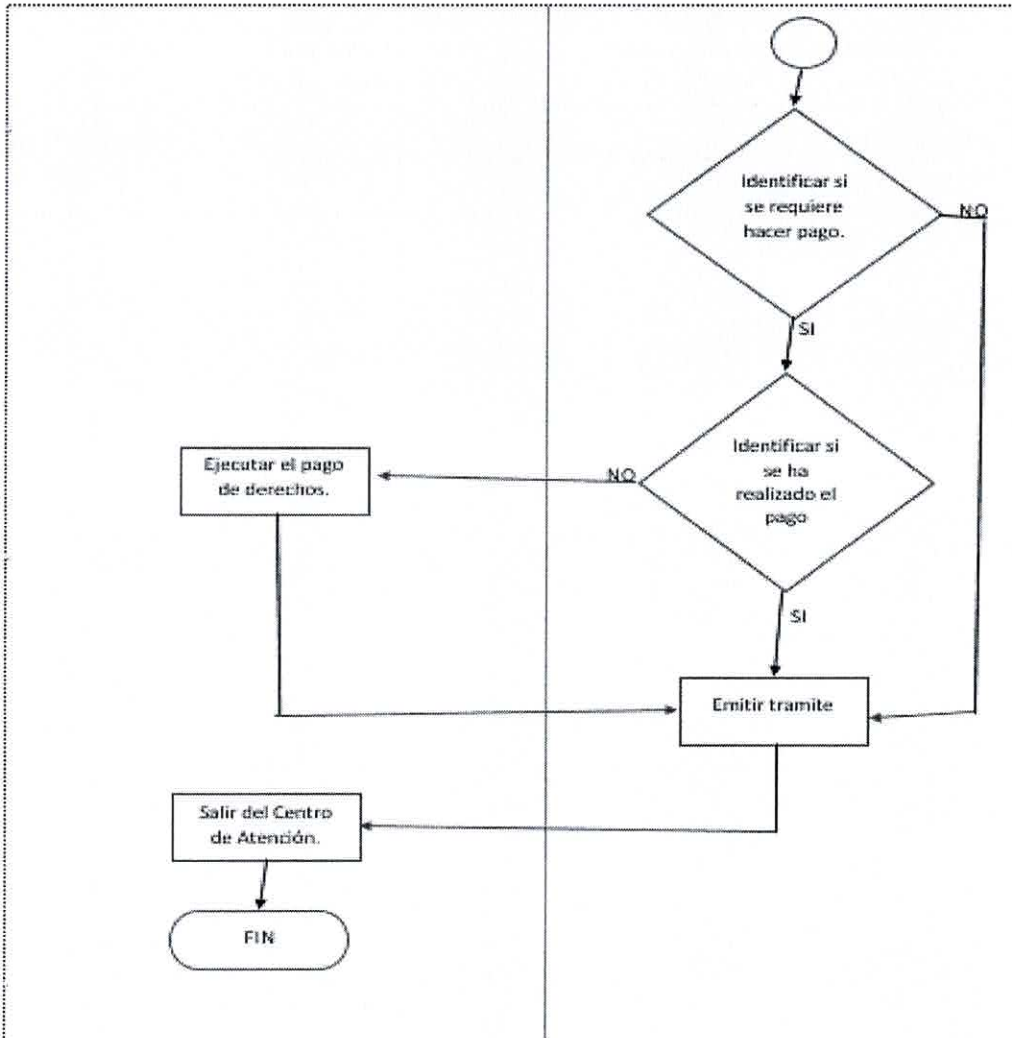 Identificar si
se requiere
hacer pago.
NO
SI
Identificar si
se ha
realizado el
pago
NO
Ejecutar el pago
de derechos.
SI
Emitir tramite
Salir del Centro
de Atención.
FIN